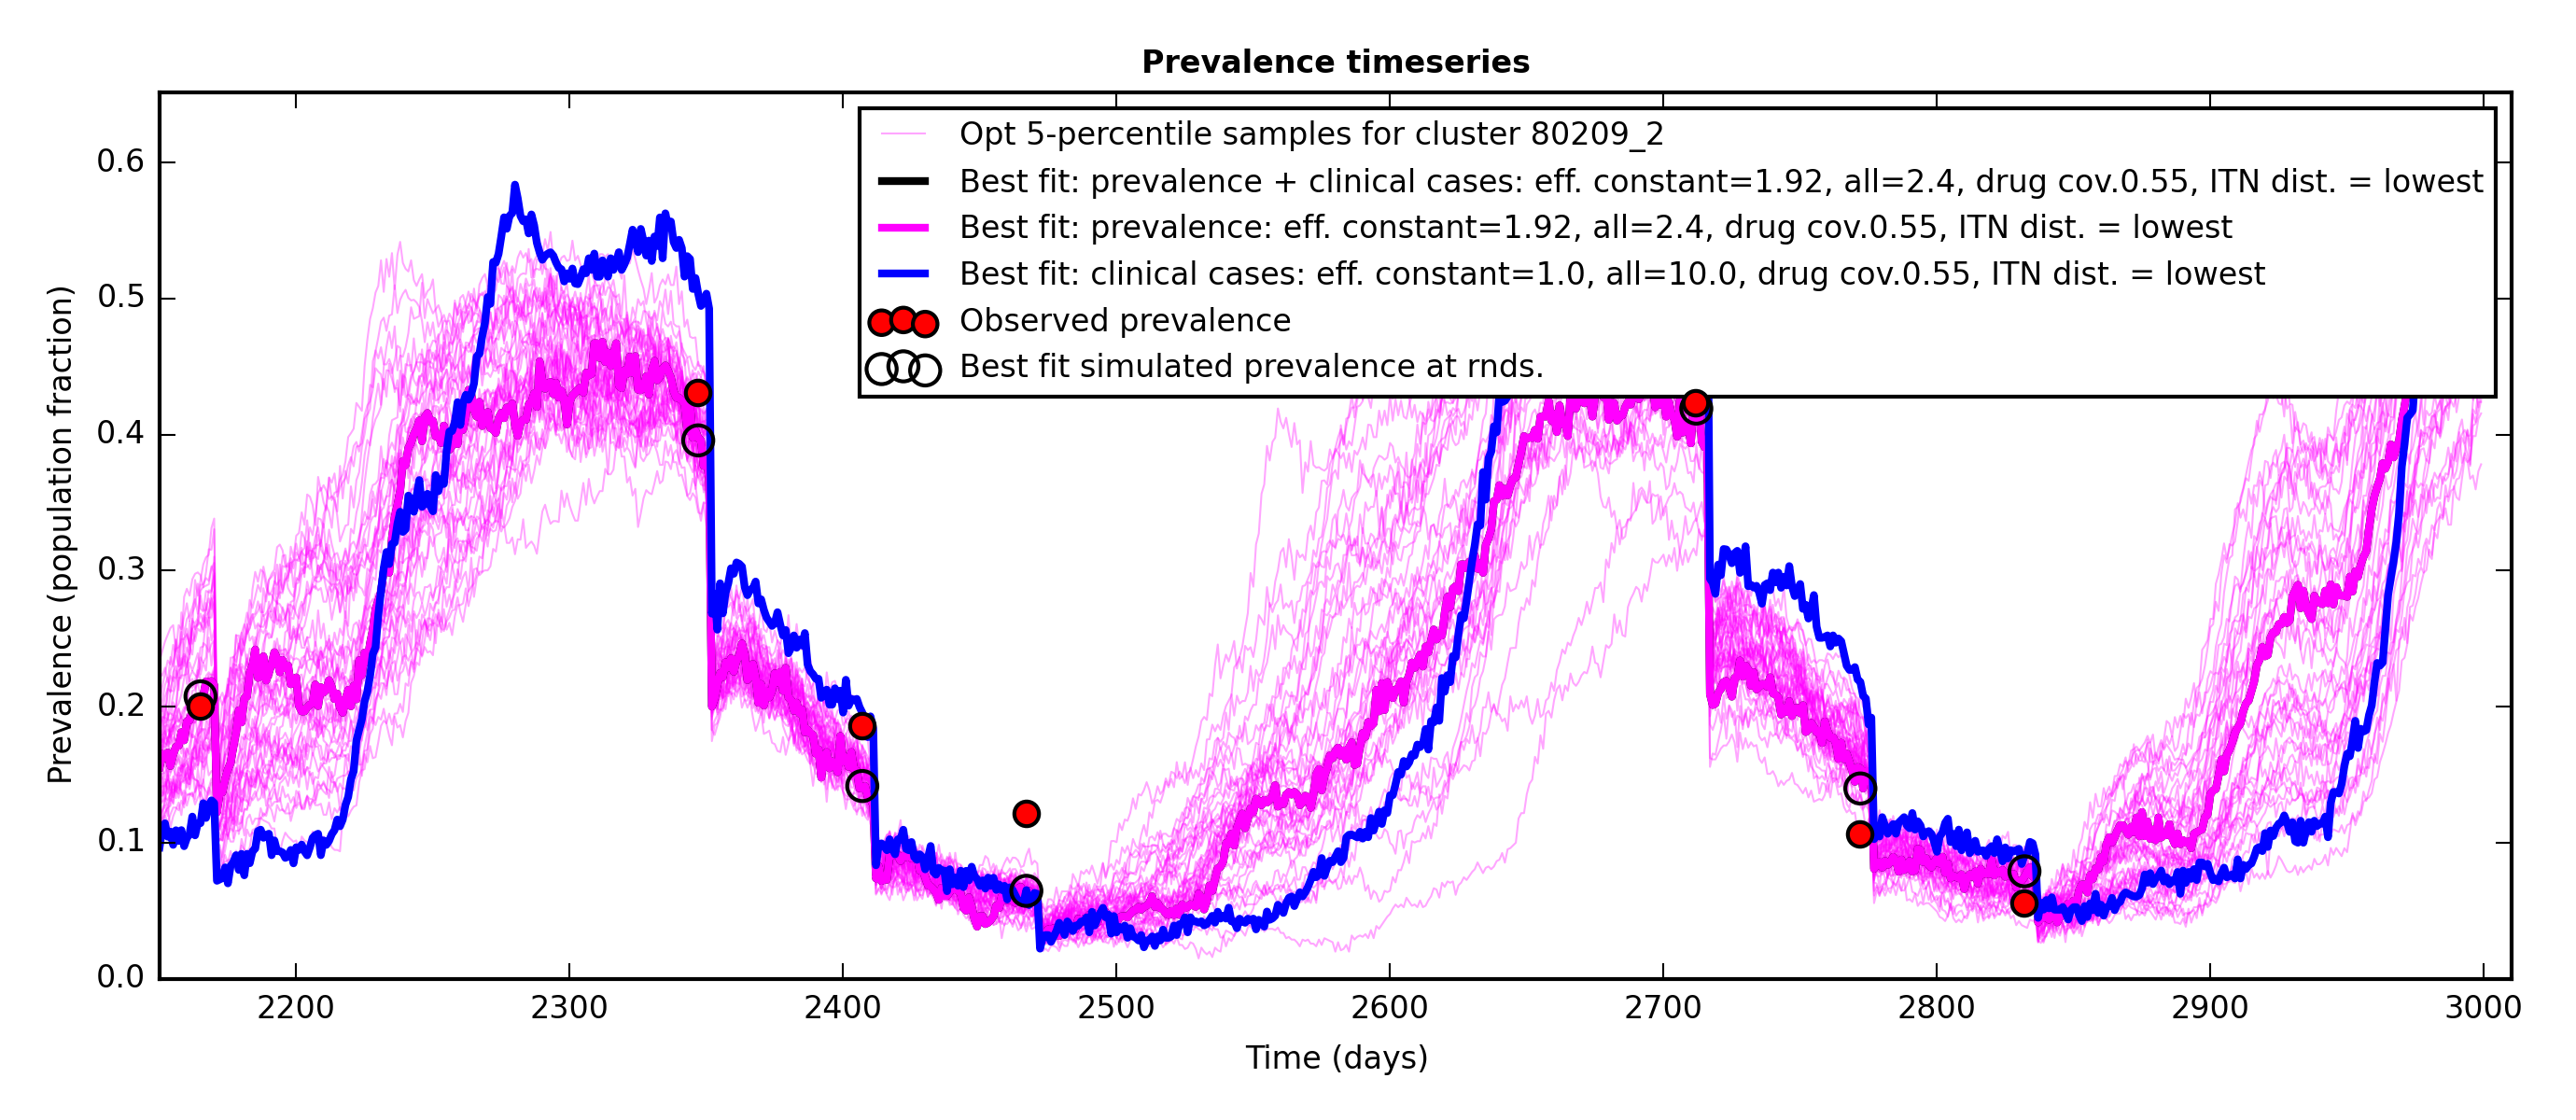 Prevalence timeseries
Opt 5-percentile samples for cluster 80209_2
Best fit: prevalence + clinical cases: eff. constant=1.92, all=2.4, drug cov.0.55, ITN dist. = lowest
Best fit: prevalence: eff. constant=1.92, all=2.4, drug cov.0.55, ITN dist. = lowest
Best fit: clinical cases: eff. constant=1.0, all=10.0, drug cov.0.55, ITN dist. = lowest
Observed prevalence
Best fit simulated prevalence at rnds.
Prevalence (population fraction)
0.6
0.5
0.4
0.3
0.2
0.1
0.0
2200 2300 2400 2500 2600 2700 2800 2900 3000
Time (days)